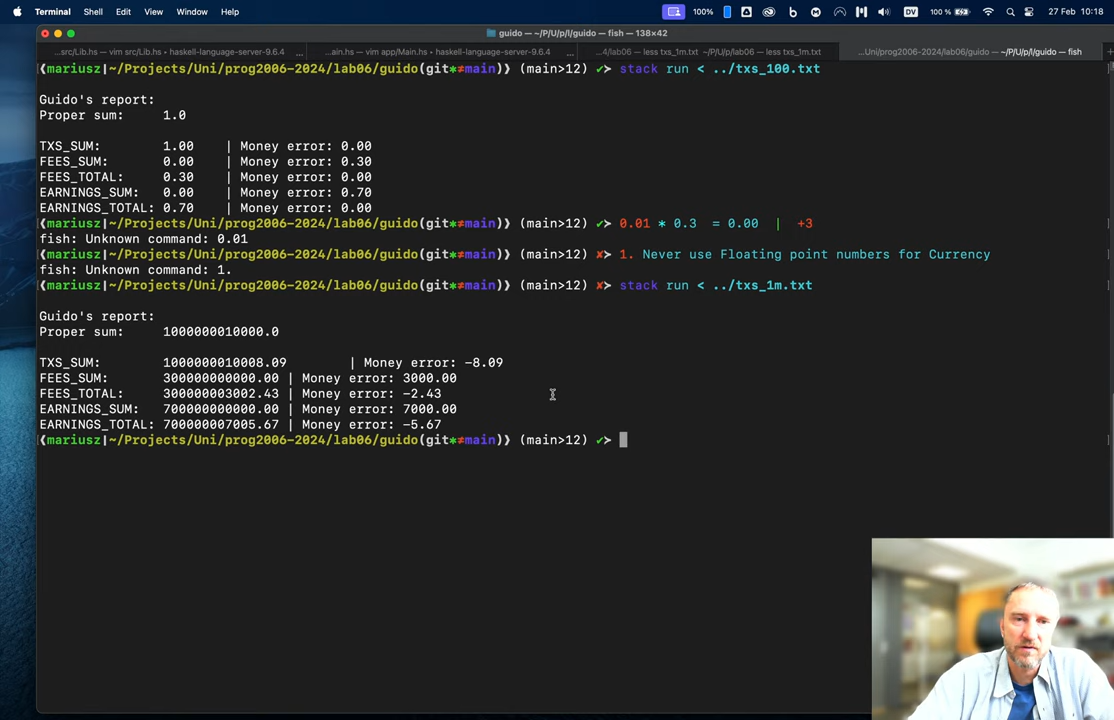 Terminal Shell Edit View Window Help 100% DV 100 % 27 Feb 10:18
guido — ~/P/U/p/l/guido — fish — 138×42
...src/Lib.hs — vim src/Lib.hs • haskell-language-server-9.6.4 ... ...ain.hs — vim app/Main.hs • haskell-language-server-9.6.4 ... ...4/lab06 — less txs_1m.txt ~/P/U/p/lab06 — less txs_1m.txt ...Uni/prog2006-2024/lab06/guido — ~/P/U/p/l/guido — fish
❰mariusz❙~/Projects/Uni/prog2006-2024/lab06/guido(git*≠main)❱ (main>12) ✔➤ stack run < ../txs_100.txt
Guido's report:
Proper sum: 1.0
TXS_SUM: 1.00 | Money error: 0.00
FEES_SUM: 0.00 | Money error: 0.30
FEES_TOTAL: 0.30 | Money error: 0.00
EARNINGS_SUM: 0.00 | Money error: 0.70
EARNINGS_TOTAL: 0.70 | Money error: 0.00
❰mariusz❙~/Projects/Uni/prog2006-2024/lab06/guido(git*≠main)❱ (main>12) ✔➤ 0.01 * 0.3 = 0.00 | +3
fish: Unknown command: 0.01
❰mariusz❙~/Projects/Uni/prog2006-2024/lab06/guido(git*≠main)❱ (main>12) ✘➤ 1. Never use Floating point numbers for Currency
fish: Unknown command: 1.
❰mariusz❙~/Projects/Uni/prog2006-2024/lab06/guido(git*≠main)❱ (main>12) ✘➤ stack run < ../txs_1m.txt
Guido's report:
Proper sum: 1000000010000.0
TXS_SUM: 1000000010008.09 | Money error: -8.09
FEES_SUM: 300000000000.00 | Money error: 3000.00
FEES_TOTAL: 300000003002.43 | Money error: -2.43
EARNINGS_SUM: 700000000000.00 | Money error: 7000.00
EARNINGS_TOTAL: 700000007005.67 | Money error: -5.67
❰mariusz❙~/Projects/Uni/prog2006-2024/lab06/guido(git*≠main)❱ (main>12) ✔➤